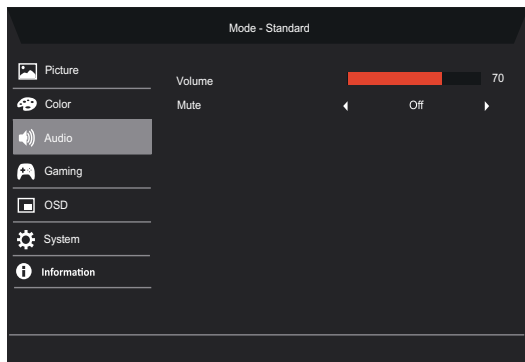 Mode - Standard
Picture
Color
Audio
Gaming
OSD
System
Information
Volume 70
Mute Off